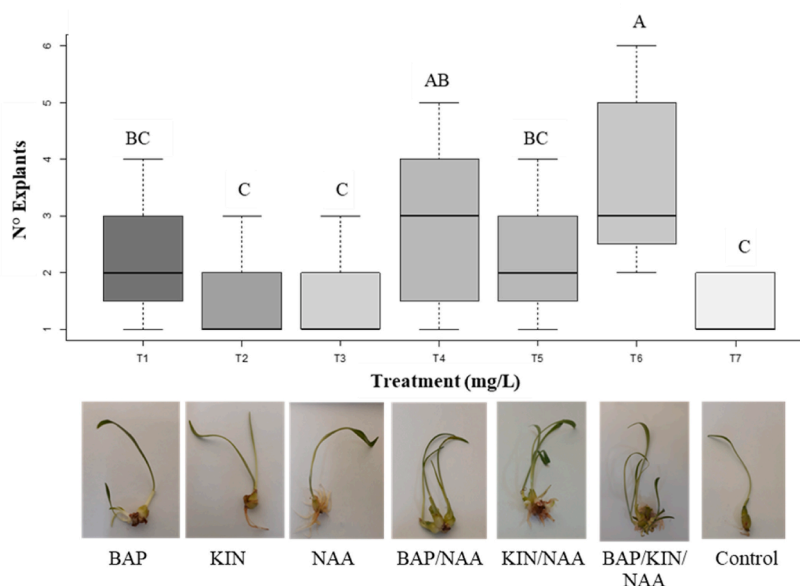 A
AB
BC
BC
C
C
C
N° Explants
6
5
4
3
2
1
T1 T2 T3 T4 T5 T6 T7
Treatment (mg/L)
BAP KIN NAA BAP/NAA KIN/NAA BAP/KIN/ Control
NAA